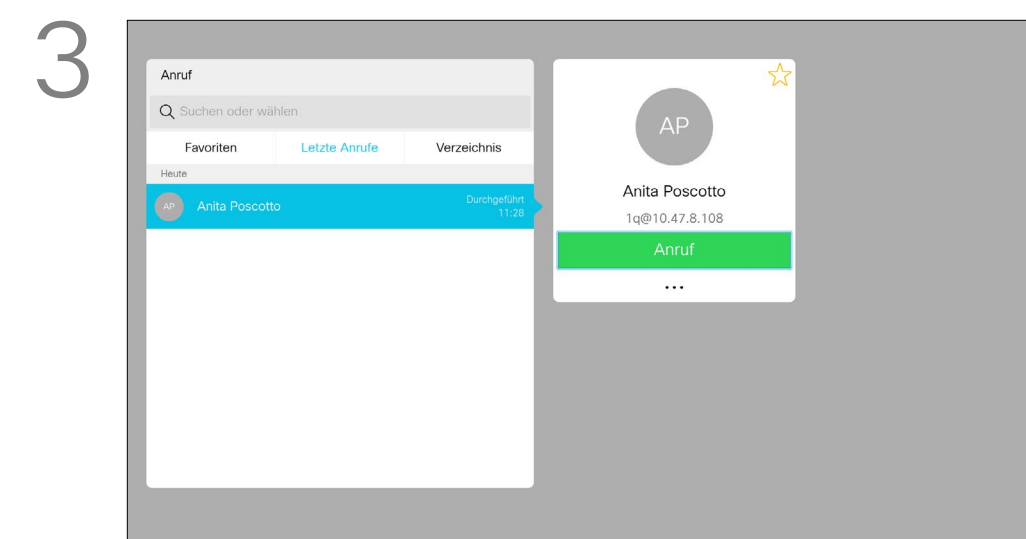 3
Anruf
Suchen oder wählen
Favoriten Letzte Anrufe Verzeichnis
Heute
AP Anita Poscotto Durchgeführt
11:28
AP
Anita Poscotto
1q@10.47.8.108
Anruf
...